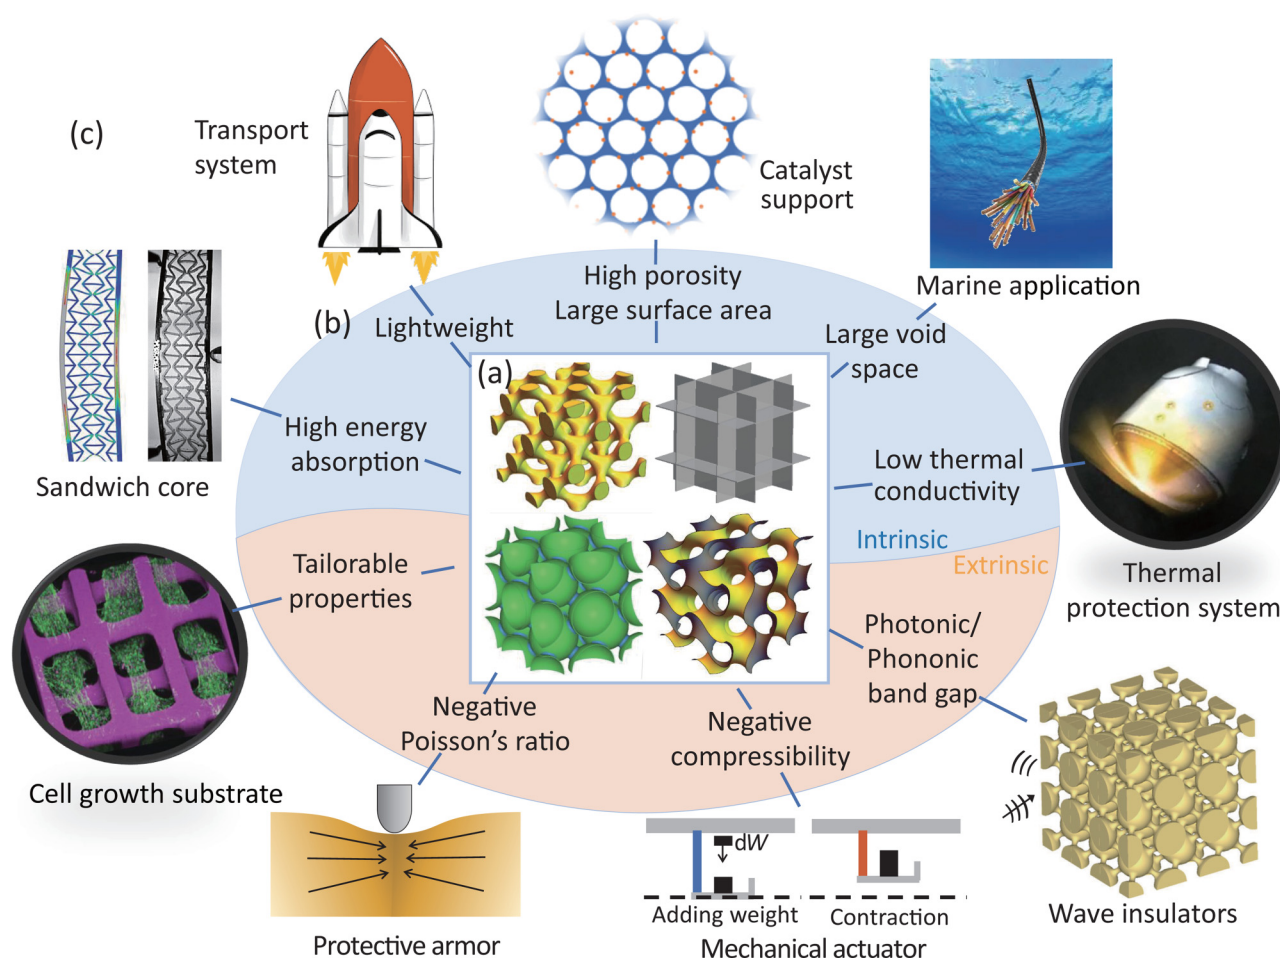 (c)
Transport
system
Catalyst
support
Marine application
(b)
Lightweight
High porosity
Large surface area
Large void
space
(a)
High energy
absorption
Sandwich core
Low thermal
conductivity
Intrinsic
Extrinsic
Thermal
protection system
Tailorable
properties
Cell growth substrate
Negative
Poisson’s ratio
Negative
compressibility
Photonic/
Phononic
band gap
dW
Adding weight
Contraction
Protective armor
Mechanical actuator
Wave insulators